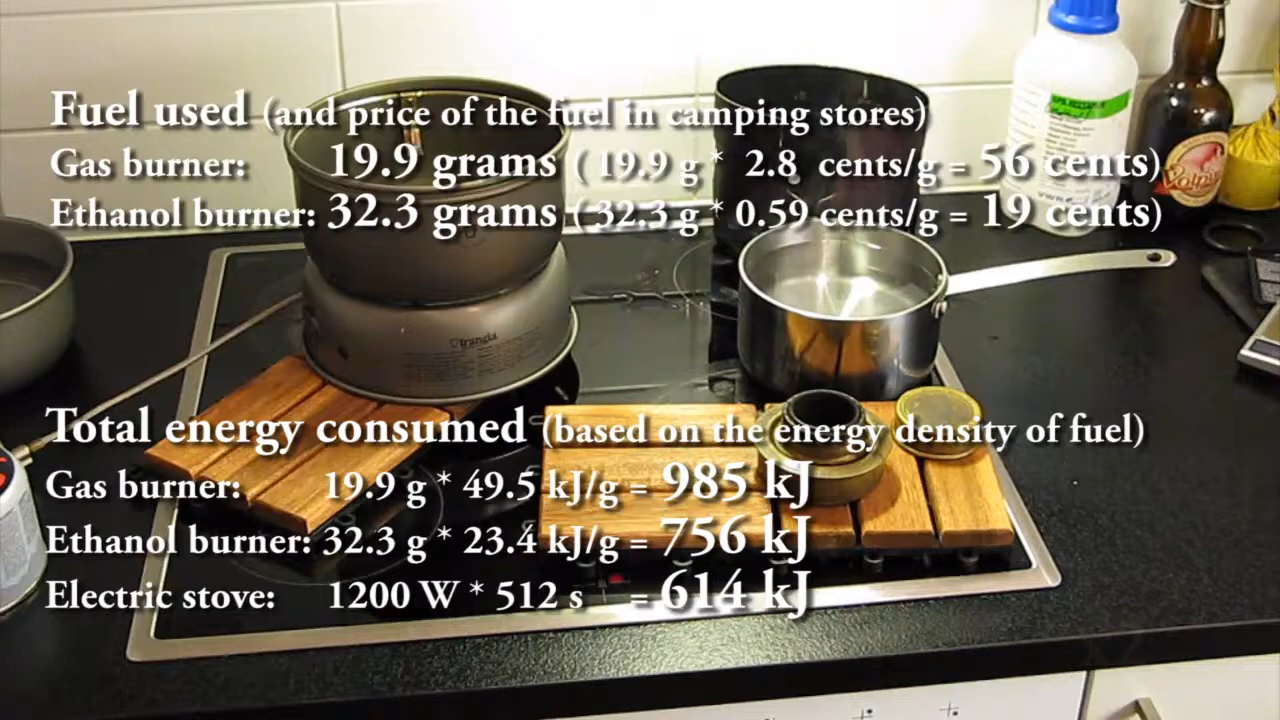 Fuel used (and price of the fuel in camping stores)
Gas burner: 19.9 grams ( 19.9 g * 2.8 cents/g = 56 cents)
Ethanol burner: 32.3 grams ( 32.3 g * 0.59 cents/g = 19 cents)
trangia
Total energy consumed (based on the energy density of fuel)
Gas burner: 19.9 g * 49.5 kJ/g = 985 kJ
Ethanol burner: 32.3 g * 23.4 kJ/g = 756 kJ
Electric stove: 1200 W * 512 s = 614 kJ